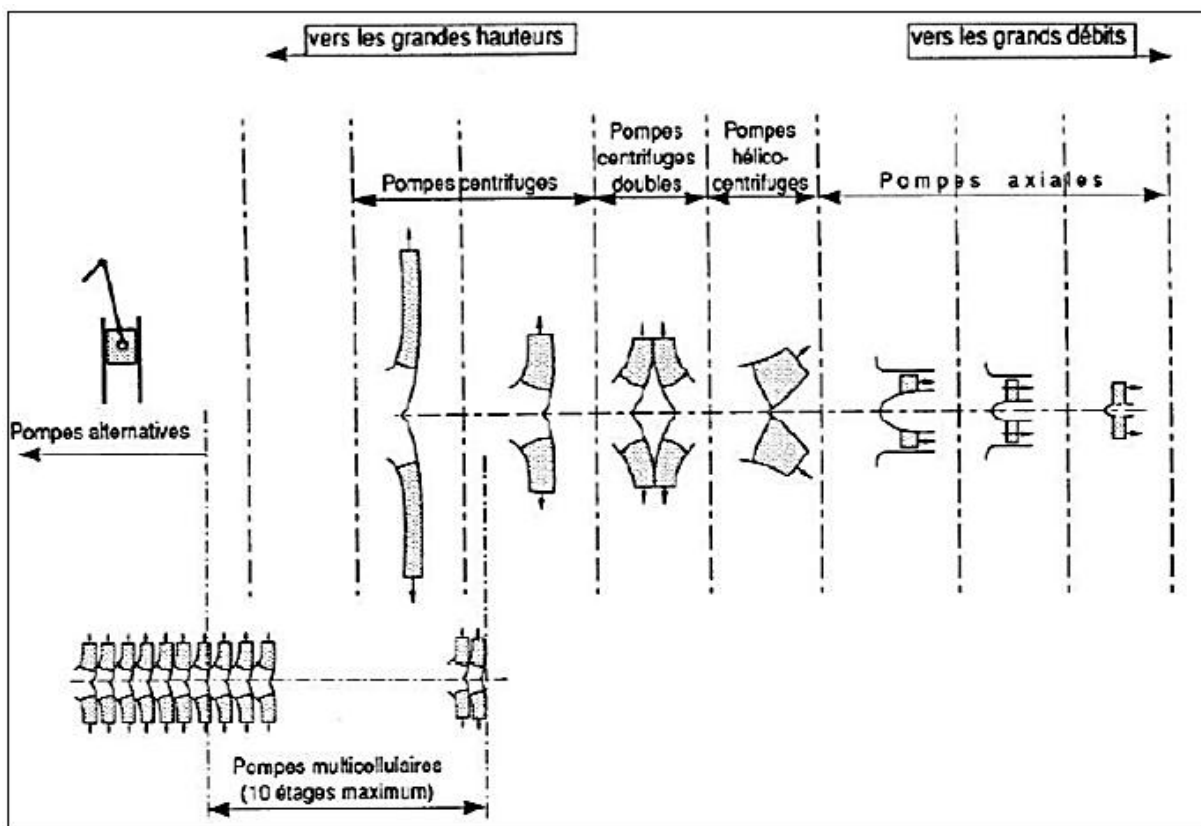 vers les grandes hauteurs
vers les grands débits
Pompes centrifuges
Pompes
centrifuges
doubles
Pompes
hélico-
centrifuges
Pompes axiales
Pompes alternatives
Pompes multicollulaires
(10 étages maximum)